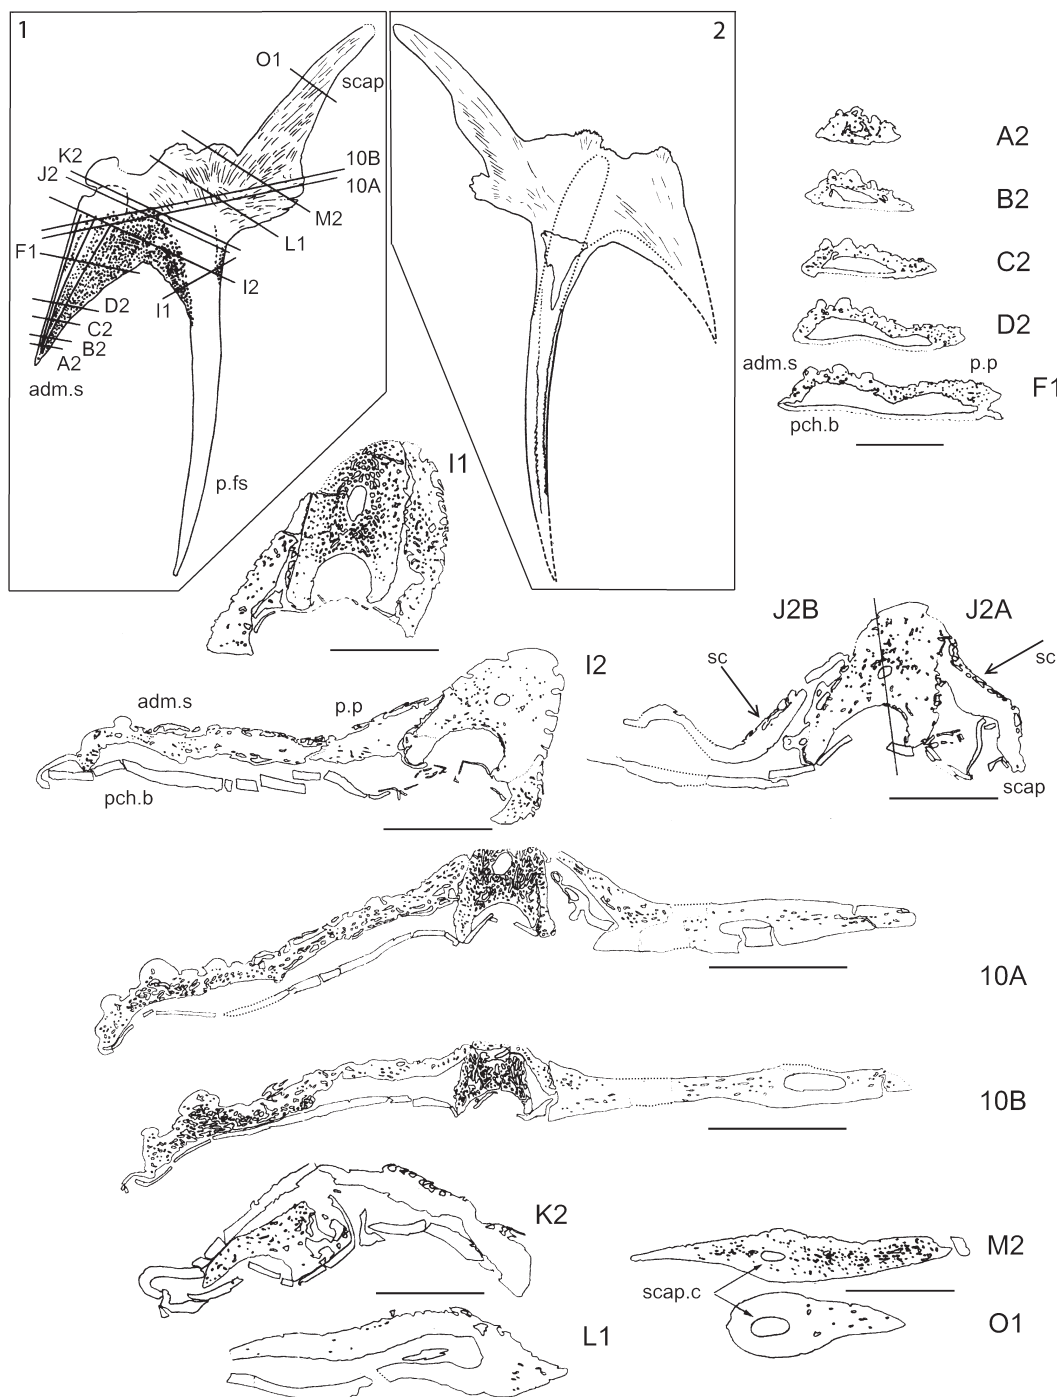 1
O1
scap
K2
J2
10B
10A
M2
L1
F1
I2
I1
D2
C2
B2
A2
adm.s
p.fs
2
A2
B2
C2
D2
adm.s
p.p
F1
pch.b
I1
J2B
J2A
sc
sc
scap
I2
adm.s
p.p
pch.b
10A
10B
K2
L1
M2
scap.c
O1